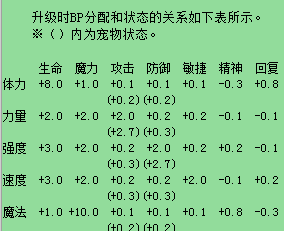 升级时BP分配和状态的关系如下表所示。
※（）内为宠物状态。
生命 魔力 攻击 防御 敏捷 精神 回复
体力 +8.0 +1.0 +0.1 +0.1 +0.1 -0.3 +0.8
(+0.2) (+0.2)
力量 +2.0 +2.0 +2.0 +0.2 +0.2 -0.1 -0.1
(+2.7) (+0.3)
强度 +3.0 +2.0 +0.2 +2.0 +0.2 +0.2 -0.1
(+0.3) (+2.7)
速度 +3.0 +2.0 +0.2 +0.2 +2.0 -0.1 +0.2
(+0.3) (+0.3)
魔法 +1.0 +10.0 +0.1 +0.1 +0.1 +0.8 -0.3
(+0.2) (+0.2)